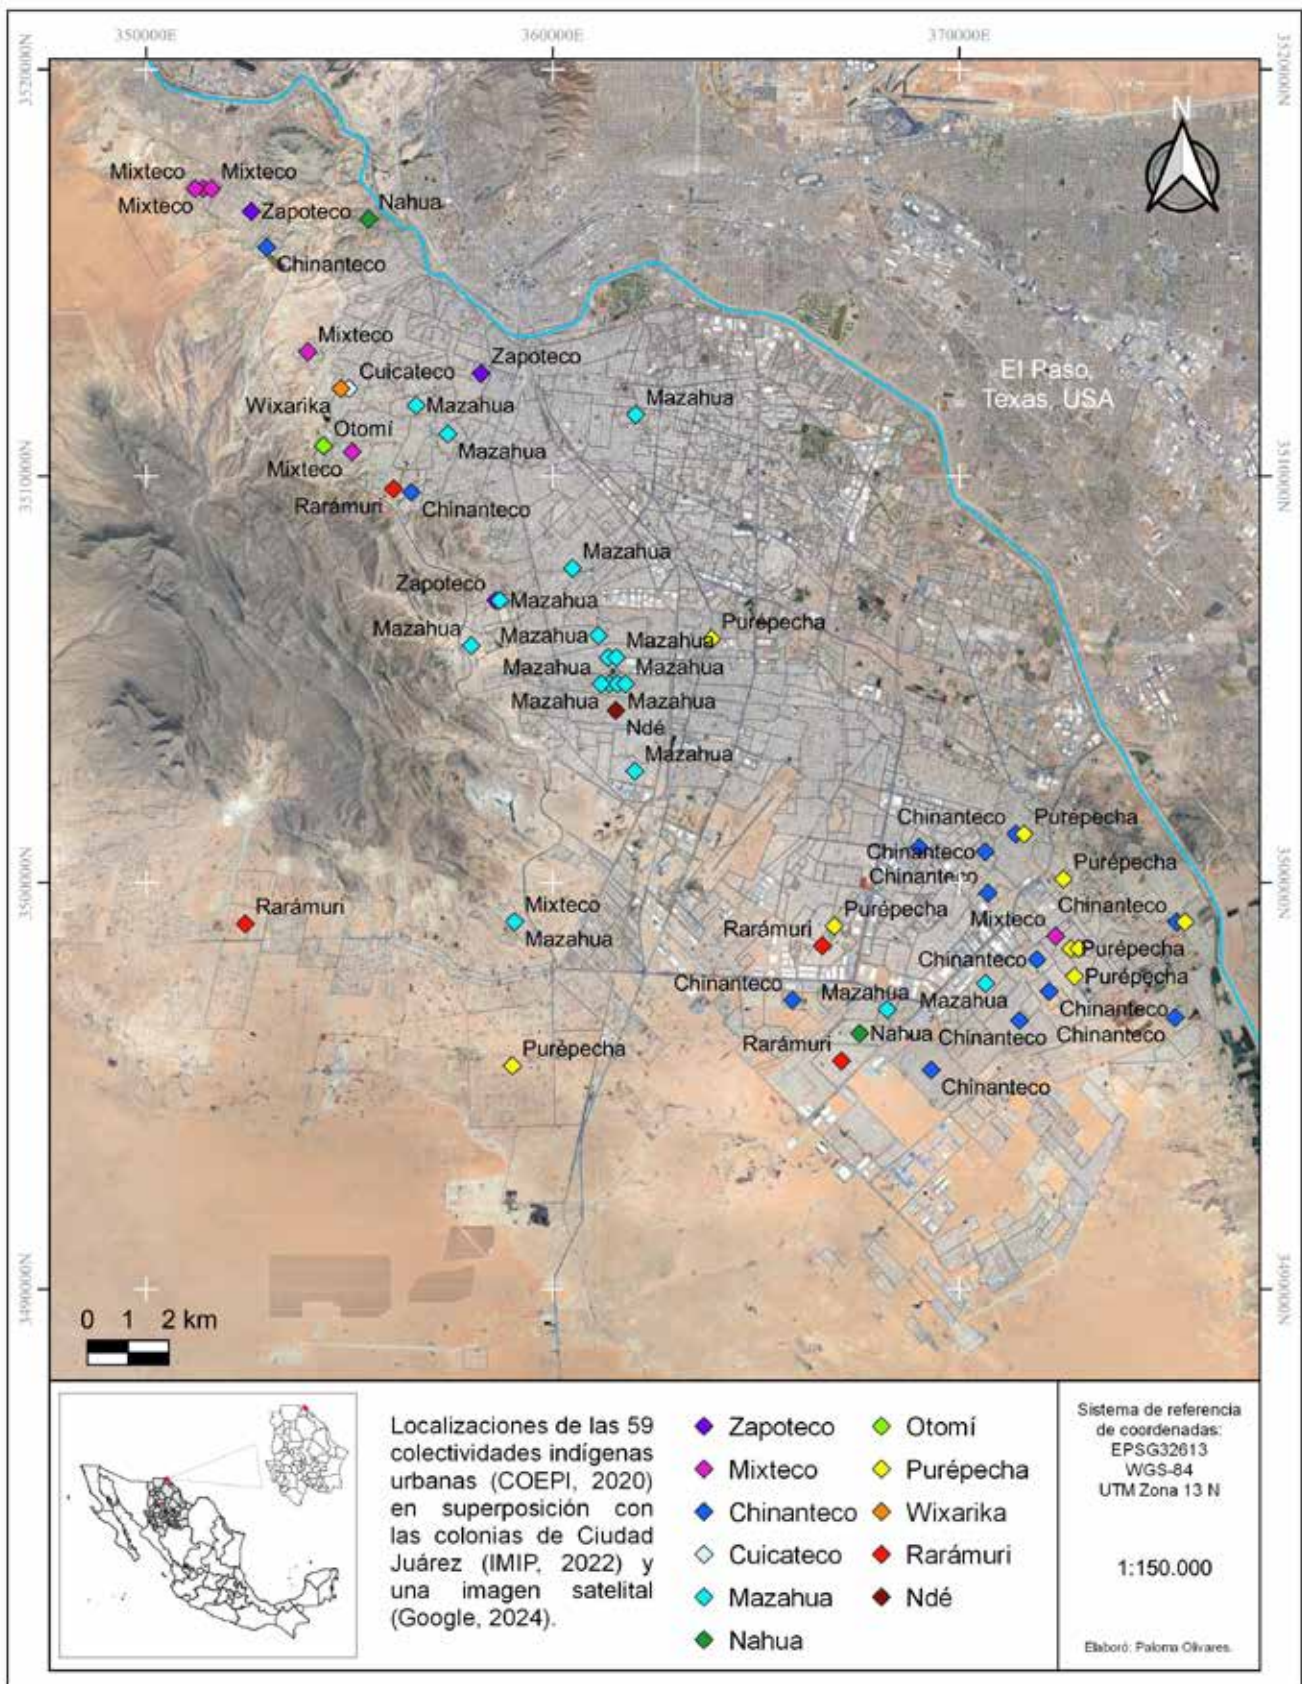 350000E
360000E
370000E
3520000N
3520000N
N
Mixteco
Mixteco
Mixteco
Zapoteco
Nahua
Chinanteco
Mixteco
Zapoteco
El Paso,
Texas, USA
Cuicateco
Wixarika
Mazahua
Mazahua
Otomí
Mazahua
Mixteco
3510000N
3510000N
Rarámuri
Chinanteco
Mazahua
Zapoteco
Mazahua
Mazahua
Mazahua
Mazahua
Purépecha
Mazahua
Mazahua
Mazahua
Mazahua
Ndé
Mazahua
Chinanteco
Purépecha
Chinanteco
Chinanteco
Purépecha
3500000N
3500000N
Rarámuri
Mixteco
Mazahua
Purépecha
Rarámuri
Mixteco
Chinanteco
Purépecha
Chinanteco
Purépecha
Chinanteco
Mazahua
Mazahua
Chinanteco
Nahua
Chinanteco
Chinanteco
Rarámuri
Purépecha
Chinanteco
3490000N
3490000N
0 1 2 km
Localizaciones de las 59
colectividades indígenas
urbanas (COEPI, 2020)
en superposición con
las colonias de Ciudad
Juárez (IMIP, 2022) y
una imagen satelital
(Google, 2024).
Zapoteco
Mixteco
Chinanteco
Cuicateco
Mazahua
Nahua
Otomí
Purépecha
Wixarika
Rarámuri
Ndé
Sistema de referencia
de coordenadas:
EPSG32613
WGS-84
UTM Zona 13 N
1:150.000
Elaboró: Paloma Olivares.